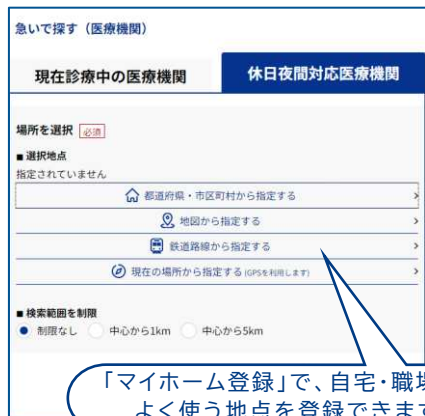 急いで探す（医療機関）
現在診療中の医療機関 休日夜間対応医療機関
場所を選択 必須
■ 選択地点
指定されていません
都道府県・市区町村から指定する
地図から指定する
鉄道路線から指定する
現在の場所から指定する (GPSを利用します)
■ 検索範囲を制限
制限なし 中心から1km 中心から5km
「マイホーム登録」で、自宅・職場
よく使う地点を登録できます